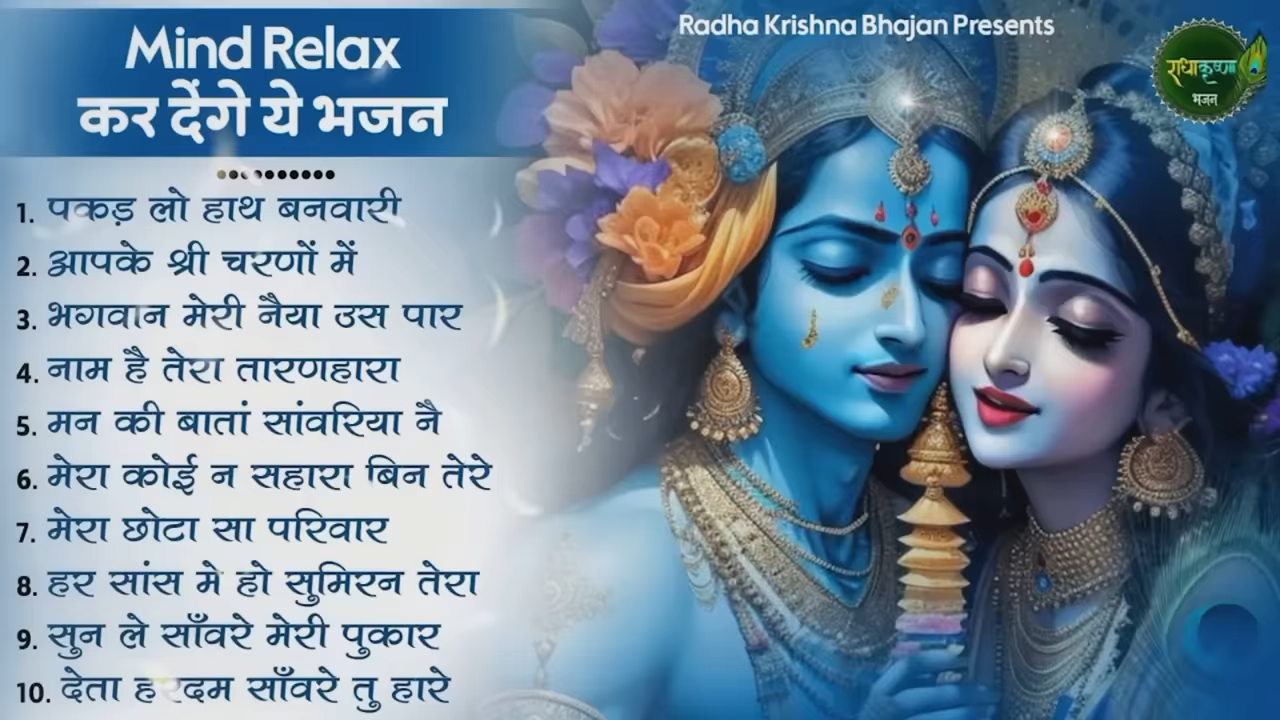 Mind Relax
कर देंगे ये भजन
1. पकड़ लो हाथ बनवारी
2. आपके श्री चरणों में
3. भगवान मेरी नैया उस पार
4. नाम है तेरा तारणहारा
5. मन की बातां सांवरिया नै
6. मेरा कोई न सहारा बिन तेरे
7. मेरा छोटा सा परिवार
8. हर सांस मे हो सुमिरन तेरा
9. सुन ले साँवरे मेरी पुकार
10. देता हरदम साँवरे तु हारे
Radha Krishna Bhajan Presents
राधाकृष्णा
भजन